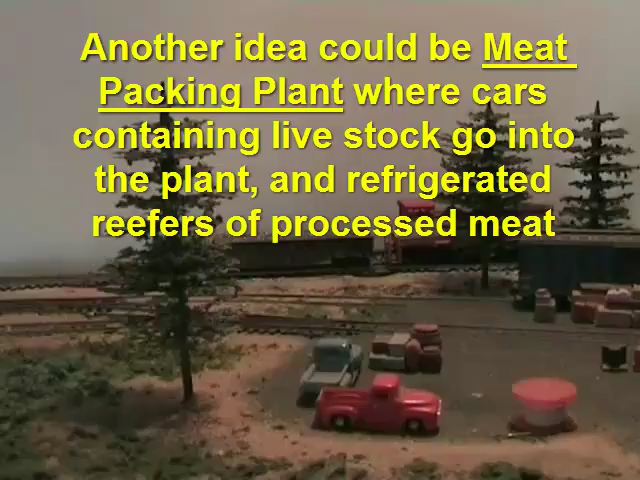 Another idea could be Meat
Packing Plant where cars
containing live stock go into
the plant, and refrigerated
reefers of processed meat